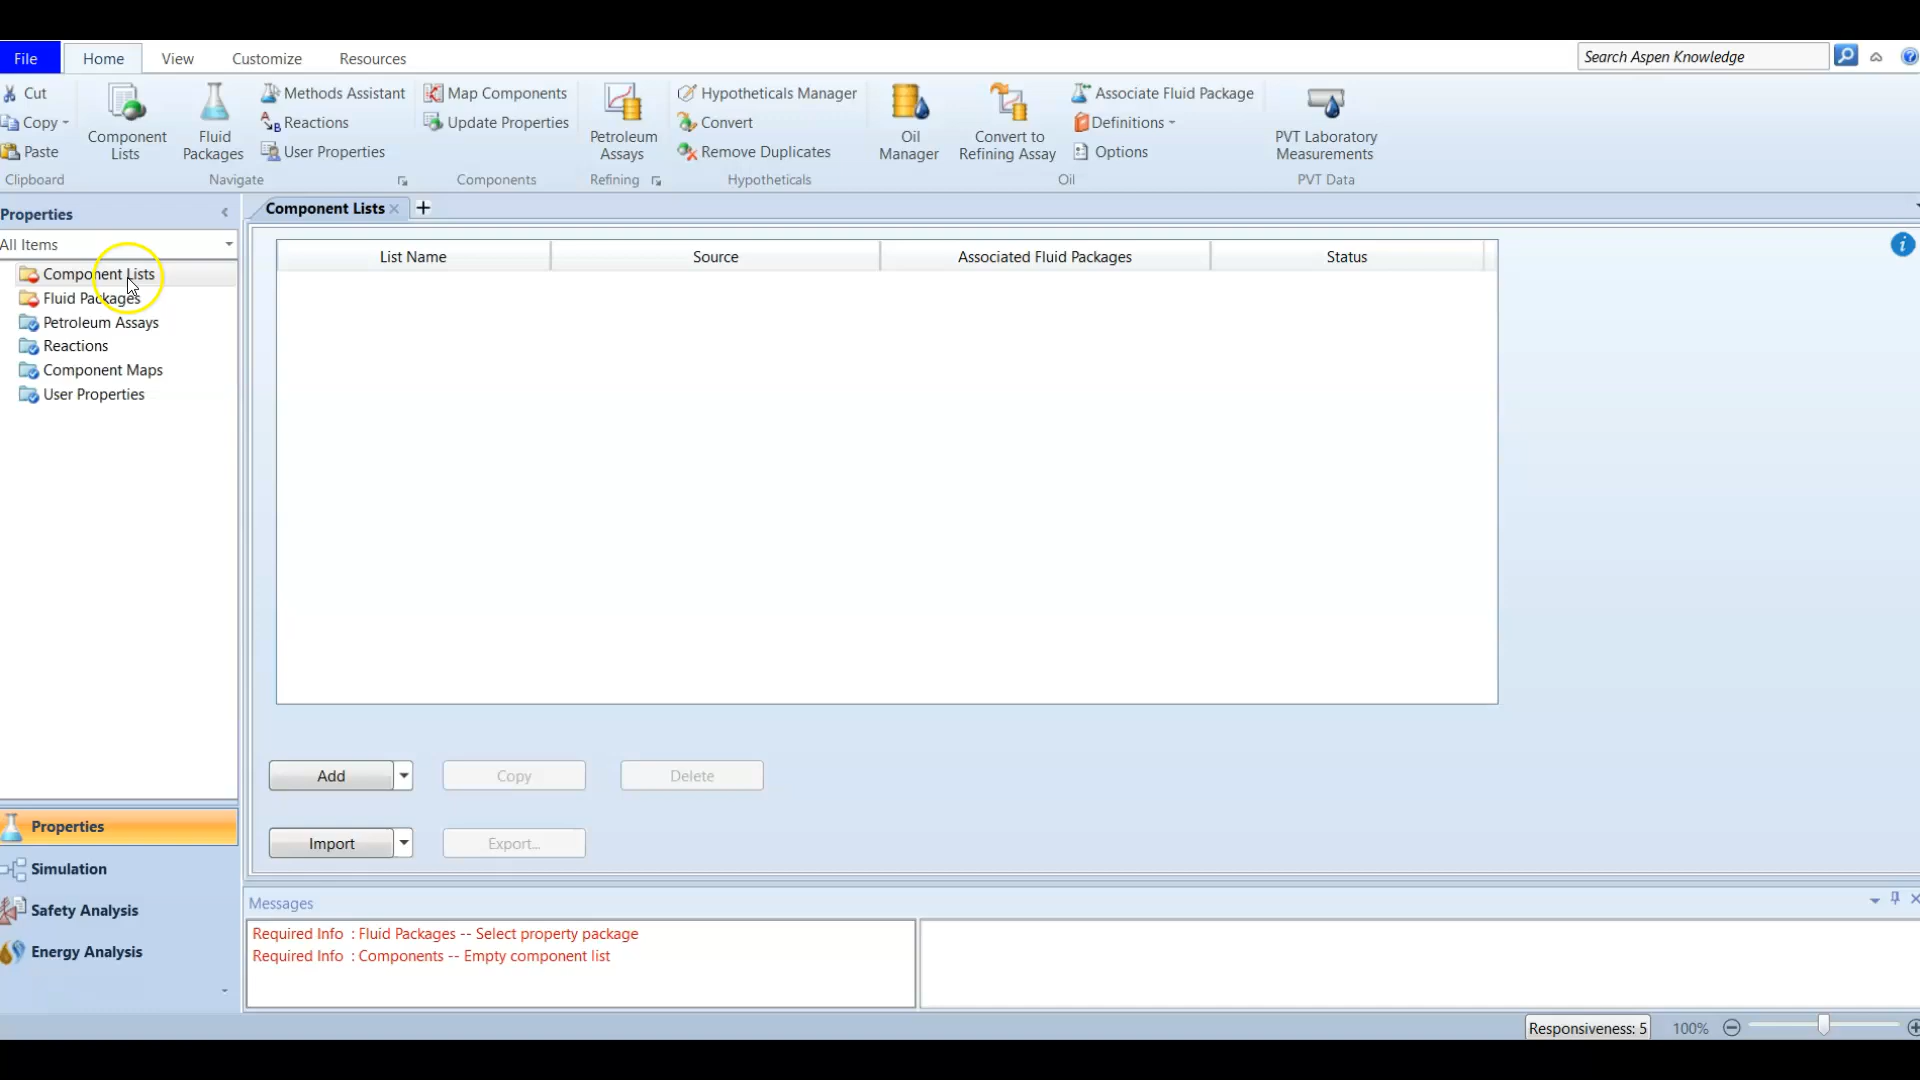 File Home View Customize Resources Search Aspen Knowledge
Cut
Copy
Paste
Clipboard
Component Lists
Fluid Packages
Methods Assistant
Reactions
User Properties
Navigate
Map Components
Update Properties
Components
Petroleum Assays
Refining
Hypotheticals Manager
Convert
Remove Duplicates
Hypotheticals
Oil Manager
Convert to Refining Assay
Associate Fluid Package
Definitions
Options
Oil
PVT Laboratory Measurements
PVT Data
Properties
All Items
Component Lists
Fluid Packages
Petroleum Assays
Reactions
Component Maps
User Properties
Properties
Simulation
Safety Analysis
Energy Analysis
Component Lists
List Name Source Associated Fluid Packages Status
Add Copy Delete
Import Export...
Messages
Required Info : Fluid Packages -- Select property package
Required Info : Components -- Empty component list
Responsiveness: 5 100%